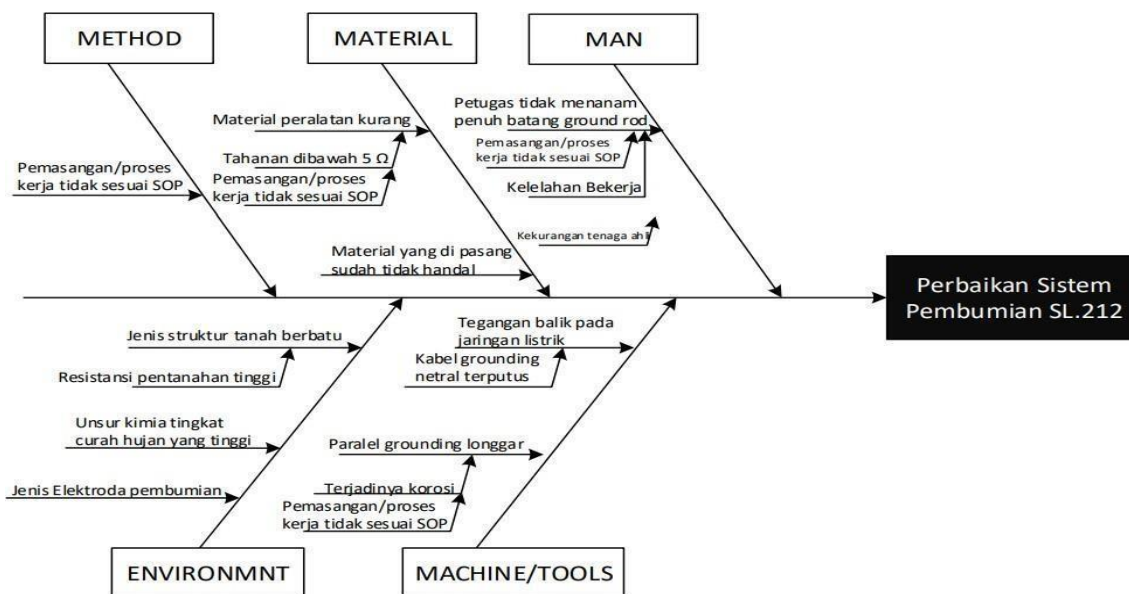 METHOD
MATERIAL
MAN
Pemasangan/proses
kerja tidak sesuai SOP
Material peralatan kurang
Tahanan dibawah 5 Ω
Pemasangan/proses
kerja tidak sesuai SOP
Material yang di pasang
sudah tidak handal
Petugas tidak menanam
penuh batang ground rod
Pemasangan/proses
kerja tidak sesuai SOP
Kelelahan Bekerja
Kekurangan tenaga ahli
Perbaikan Sistem
Pembumian SL.212
Jenis struktur tanah berbatu
Resistansi pentanahan tinggi
Unsur kimia tingkat
curah hujan yang tinggi
Jenis Elektroda pembumian
Tegangan balik pada
jaringan listrik
Kabel grounding
netral terputus
Paralel grounding longgar
Terjadinya korosi
Pemasangan/proses
kerja tidak sesuai SOP
ENVIRONMNT
MACHINE/TOOLS